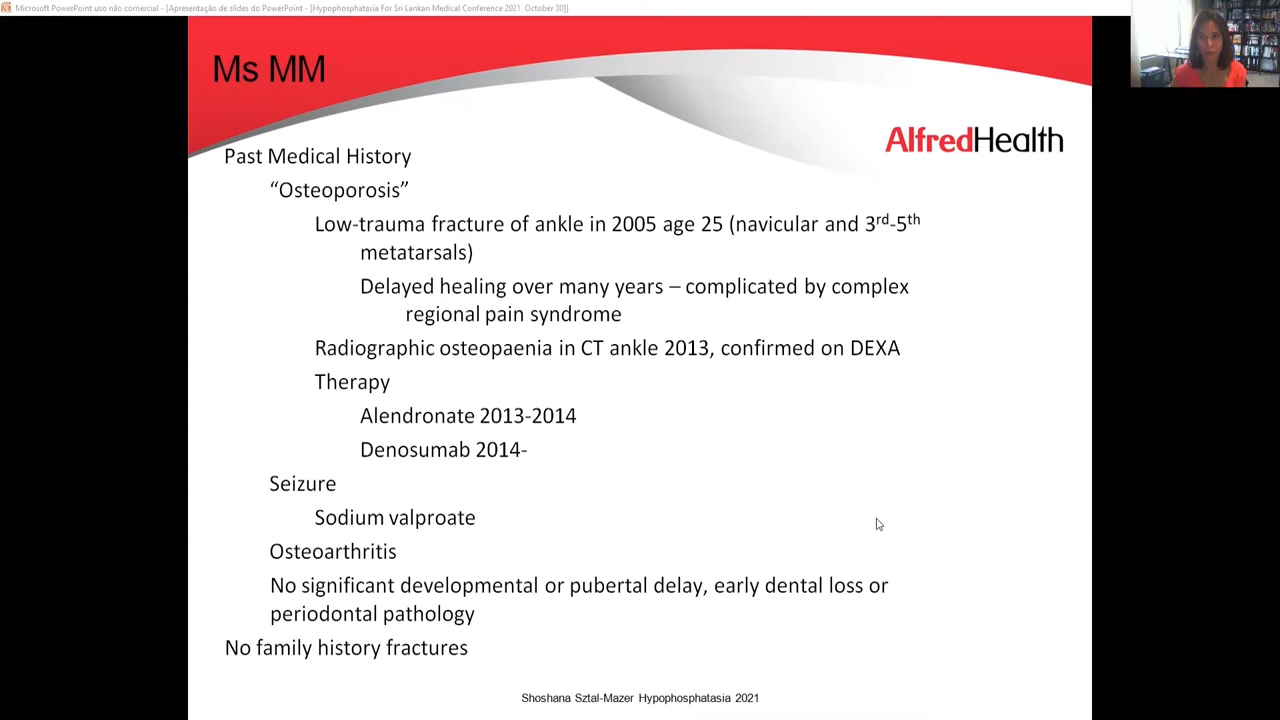 Microsoft PowerPoint uso não comercial - [Apresentação de slides do PowerPoint - [Hypophosphatasia For Sri Lankan Medical Conference 2021 October 30]]
Ms MM
AlfredHealth
Past Medical History
“Osteoporosis”
Low-trauma fracture of ankle in 2005 age 25 (navicular and 3rd-5th
metatarsals)
Delayed healing over many years – complicated by complex
regional pain syndrome
Radiographic osteopaenia in CT ankle 2013, confirmed on DEXA
Therapy
Alendronate 2013-2014
Denosumab 2014-
Seizure
Sodium valproate
Osteoarthritis
No significant developmental or pubertal delay, early dental loss or
periodontal pathology
No family history fractures
Shoshana Sztal-Mazer Hypophosphatasia 2021